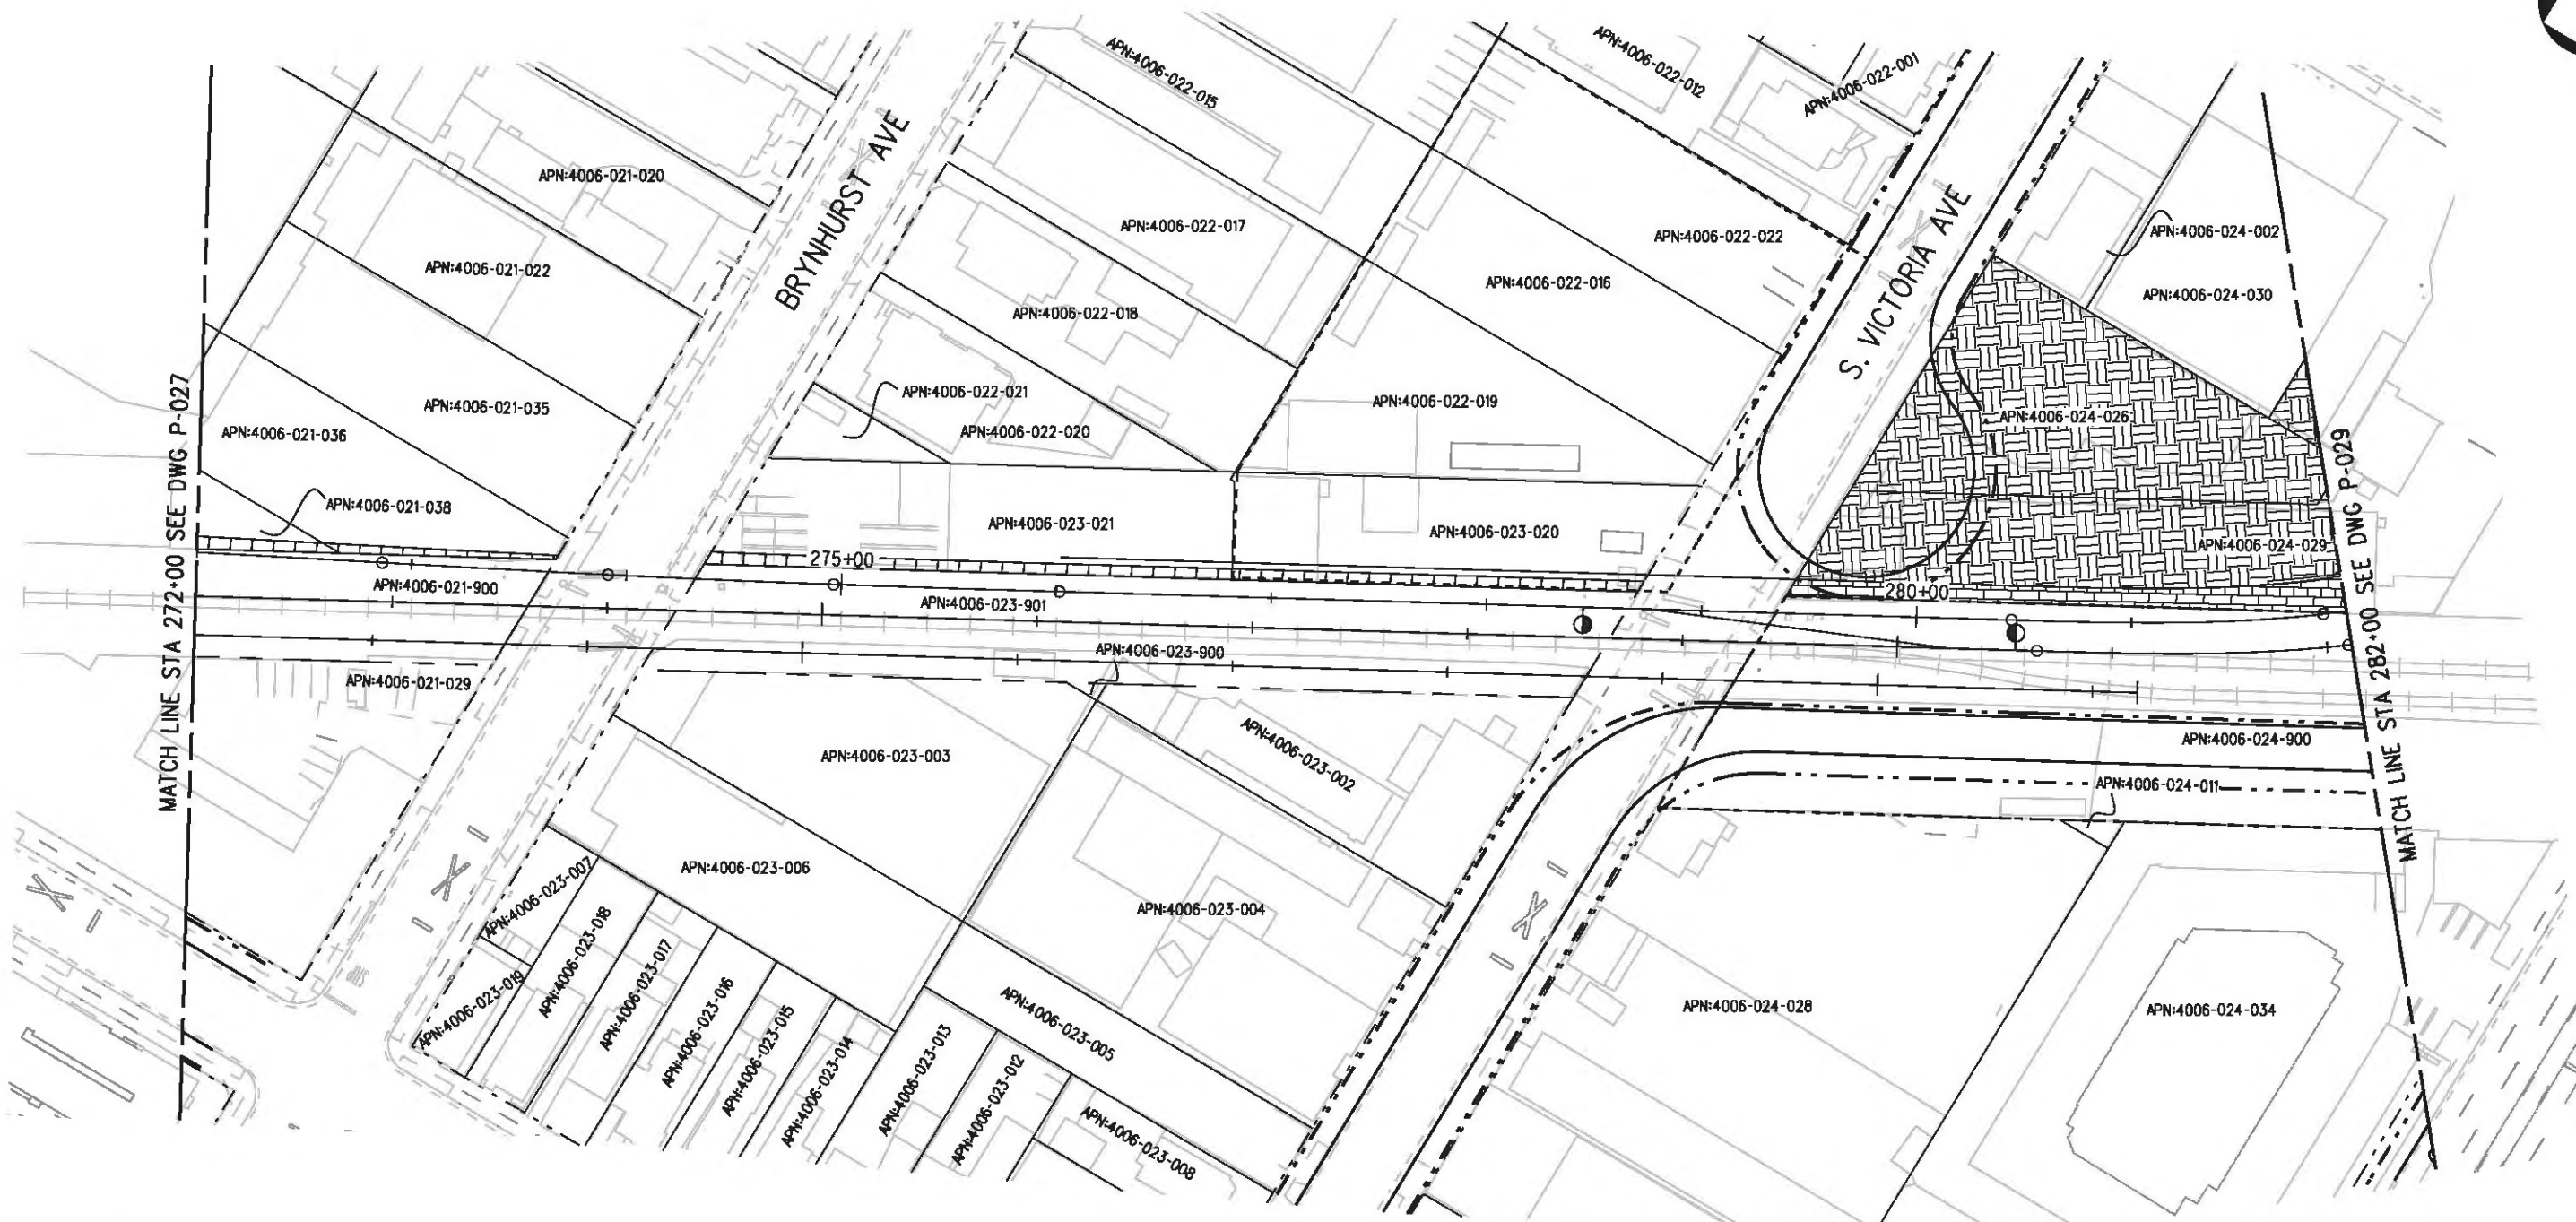 APN:4006-022-015
APN:4006-022-012
APN:4006-022-001
APN:4006-021-020
BRYNHURST AVE
APN:4006-022-017
APN:4006-022-022
S. VICTORIA AVE
APN:4006-024-002
APN:4006-021-022
APN:4006-022-018
APN:4006-022-016
APN:4006-024-030
APN:4006-021-035
APN:4006-022-021
APN:4006-022-019
APN:4006-024-026
APN:4006-021-036
APN:4006-022-020
APN:4006-021-038
APN:4006-023-021
APN:4006-023-020
APN:4006-024-029
MATCH LINE STA 272+00 SEE DWG P-027
275+00
280+00
MATCH LINE STA 282+00 SEE DWG P-029
APN:4006-021-900
APN:4006-023-901
APN:4006-023-900
APN:4006-021-029
APN:4006-023-003
APN:4006-023-002
APN:4006-024-900
APN:4006-024-011
APN:4006-023-006
APN:4006-023-004
APN:4006-023-007
APN:4006-023-018
APN:4006-023-017
APN:4006-023-019
APN:4006-023-016
APN:4006-023-015
APN:4006-023-014
APN:4006-023-013
APN:4006-023-012
APN:4006-023-005
APN:4006-023-008
APN:4006-024-028
APN:4006-024-034
X
X
X